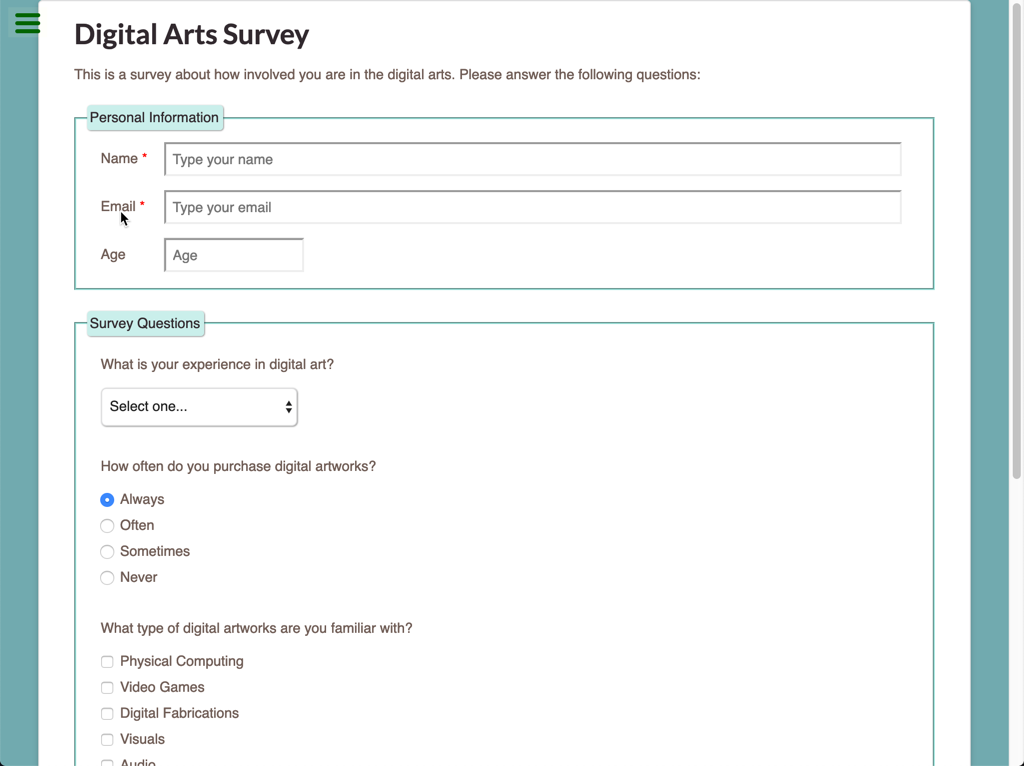 Digital Arts Survey
This is a survey about how involved you are in the digital arts. Please answer the following questions:
Personal Information
Name *
Type your name
Email *
Type your email
Age
Age
Survey Questions
What is your experience in digital art?
Select one...
How often do you purchase digital artworks?
Always
Often
Sometimes
Never
What type of digital artworks are you familiar with?
Physical Computing
Video Games
Digital Fabrications
Visuals
Audio